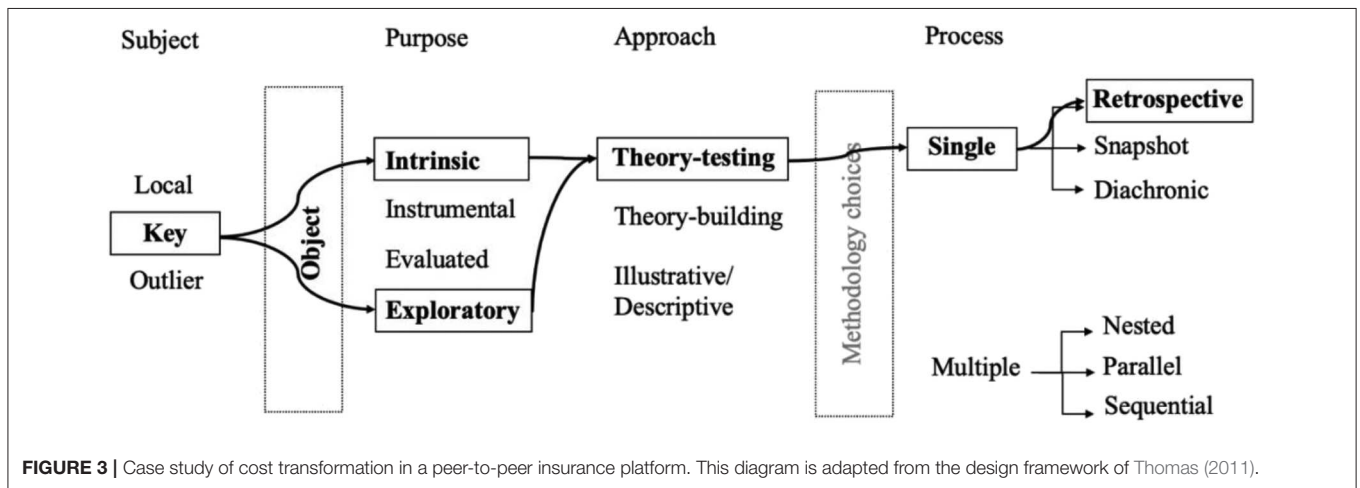 Subject
Purpose
Approach
Process
Local
Key
Outlier
Object
Intrinsic
Instrumental
Evaluated
Exploratory
Theory-testing
Theory-building
Illustrative/
Descriptive
Methodology choices
Single
Retrospective
Snapshot
Diachronic
Multiple
Nested
Parallel
Sequential
FIGURE 3 | Case study of cost transformation in a peer-to-peer insurance platform. This diagram is adapted from the design framework of Thomas (2011).